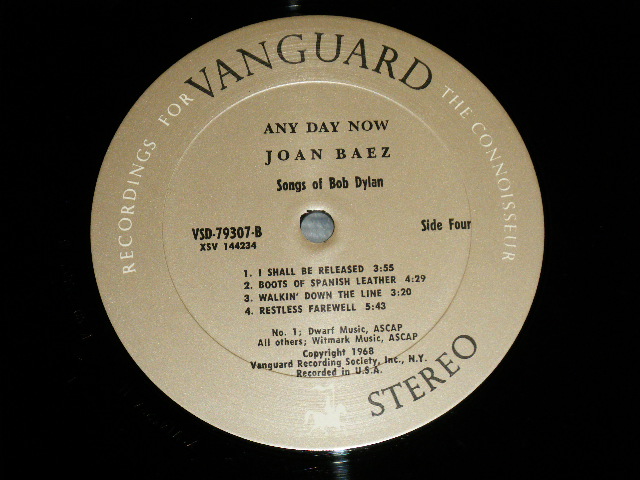 RECORDINGS FOR VANGUARD THE CONNOISSEUR
ANY DAY NOW
JOAN BAEZ
Songs of Bob Dylan
VSD-79307-B
XSV 144234
Side Four
1. I SHALL BE RELEASED 3:55
2. BOOTS OF SPANISH LEATHER 4:29
3. WALKIN' DOWN THE LINE 3:20
4. RESTLESS FAREWELL 5:43
No. 1; Dwarf Music, ASCAP
All others; Witmark Music, ASCAP
Copyright 1968
Vanguard Recording Society, Inc., N.Y.
Recorded in U.S.A.
STEREO